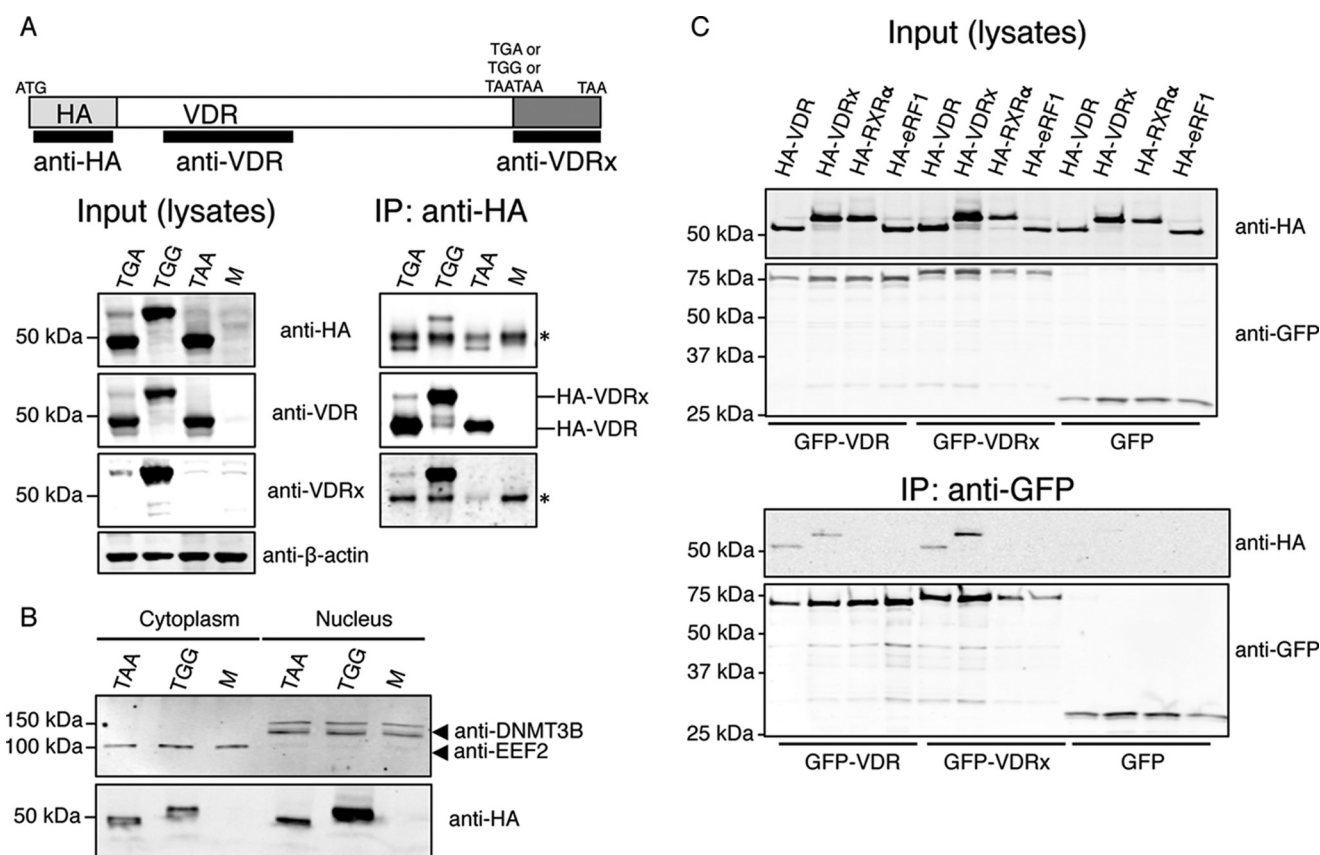 A
TGA or
TGG or
ATG TAATAA TAA
HA VDR
anti-HA anti-VDR anti-VDRx
Input (lysates) IP: anti-HA
TGA TGG TAA M TGA TGG TAA M
50 kDa anti-HA *
50 kDa anti-VDR HA-VDRx
HA-VDR
50 kDa anti-VDRx *
anti-β-actin
B
Cytoplasm Nucleus
TAA TGG M TAA TGG M
150 kDa anti-DNMT3B
100 kDa anti-EEF2
50 kDa anti-HA
C
Input (lysates)
HA-VDR HA-VDRx HA-RXRα HA-eRF1 HA-VDR HA-VDRx HA-RXRα HA-eRF1 HA-VDR HA-VDRx HA-RXRα HA-eRF1
50 kDa anti-HA
75 kDa
50 kDa anti-GFP
37 kDa
25 kDa
GFP-VDR GFP-VDRx GFP
IP: anti-GFP
50 kDa anti-HA
75 kDa
50 kDa anti-GFP
37 kDa
25 kDa
GFP-VDR GFP-VDRx GFP